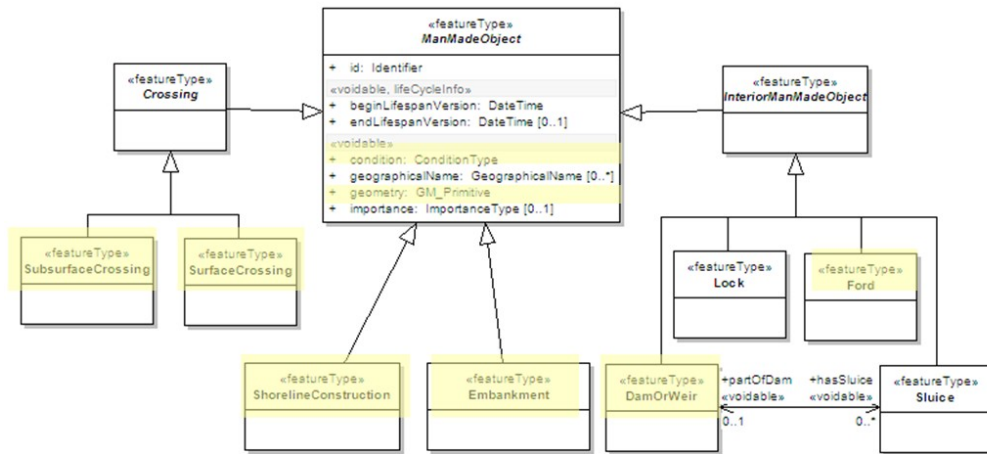 «featureType»
ManMadeObject
+ id: Identifier
«voidable, lifeCycleInfo»
+ beginLifespanVersion: DateTime
+ endLifespanVersion: DateTime [0..1]
«voidable»
+ condition: ConditionType
+ geographicalName: GeographicalName [0..*]
+ geometry: GM_Primitive
+ importance: ImportanceType [0..1]
«featureType»
Crossing
«featureType»
InteriorManMadeObject
«featureType»
SubsurfaceCrossing
«featureType»
SurfaceCrossing
«featureType»
Lock
«featureType»
Ford
«featureType»
ShorelineConstruction
«featureType»
Embankment
«featureType»
DamOrWeir
+partOfDam
«voidable»
0..1
+hasSluice
«voidable»
0..*
«featureType»
Sluice